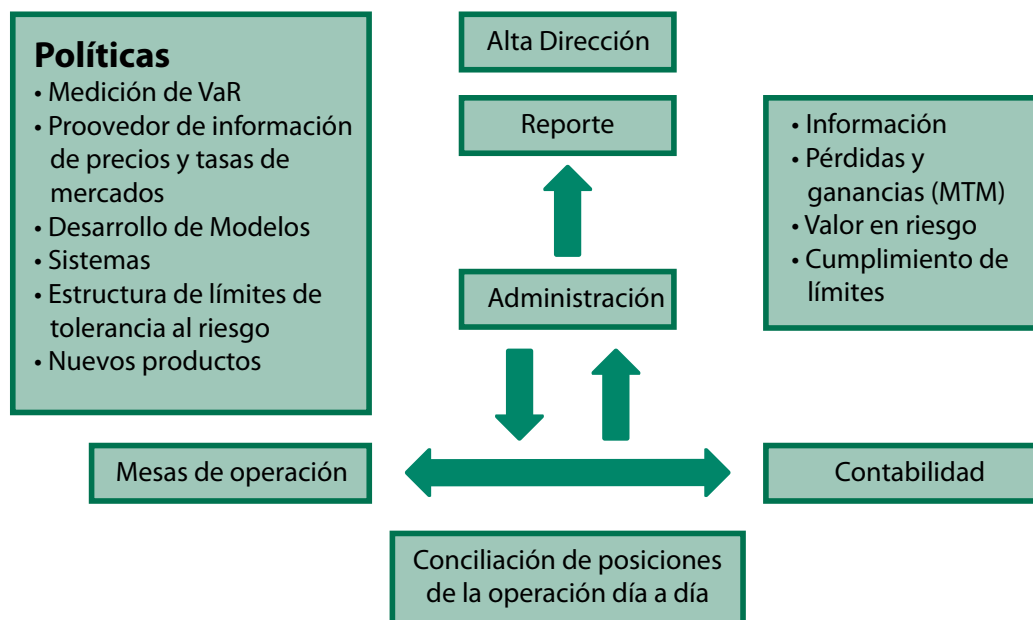 Políticas
• Medición de VaR
• Proovedor de información
de precios y tasas de
mercados
• Desarrollo de Modelos
• Sistemas
• Estructura de límites de
tolerancia al riesgo
• Nuevos productos
Alta Dirección
Reporte
Administración
• Información
• Pérdidas y
ganancias (MTM)
• Valor en riesgo
• Cumplimiento de
límites
Mesas de operación
Contabilidad
Conciliación de posiciones
de la operación día a día